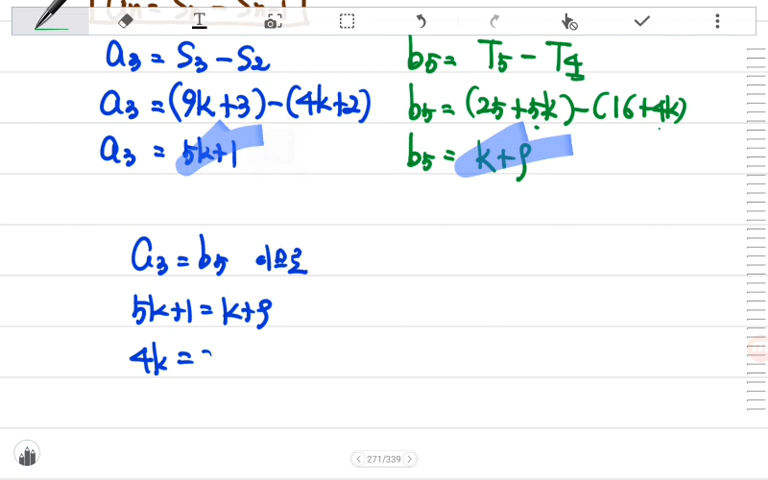 a₃ = S₃ - S₂
a₃ = (9k+3) - (4k+2)
a₃ = 5k+1
b₅ = T₅ - T₄
b₅ = (25+5k) - (16+4k)
b₅ = k+9
a₃ = b₅ 이므로
5k+1 = k+9
4k =
271/339